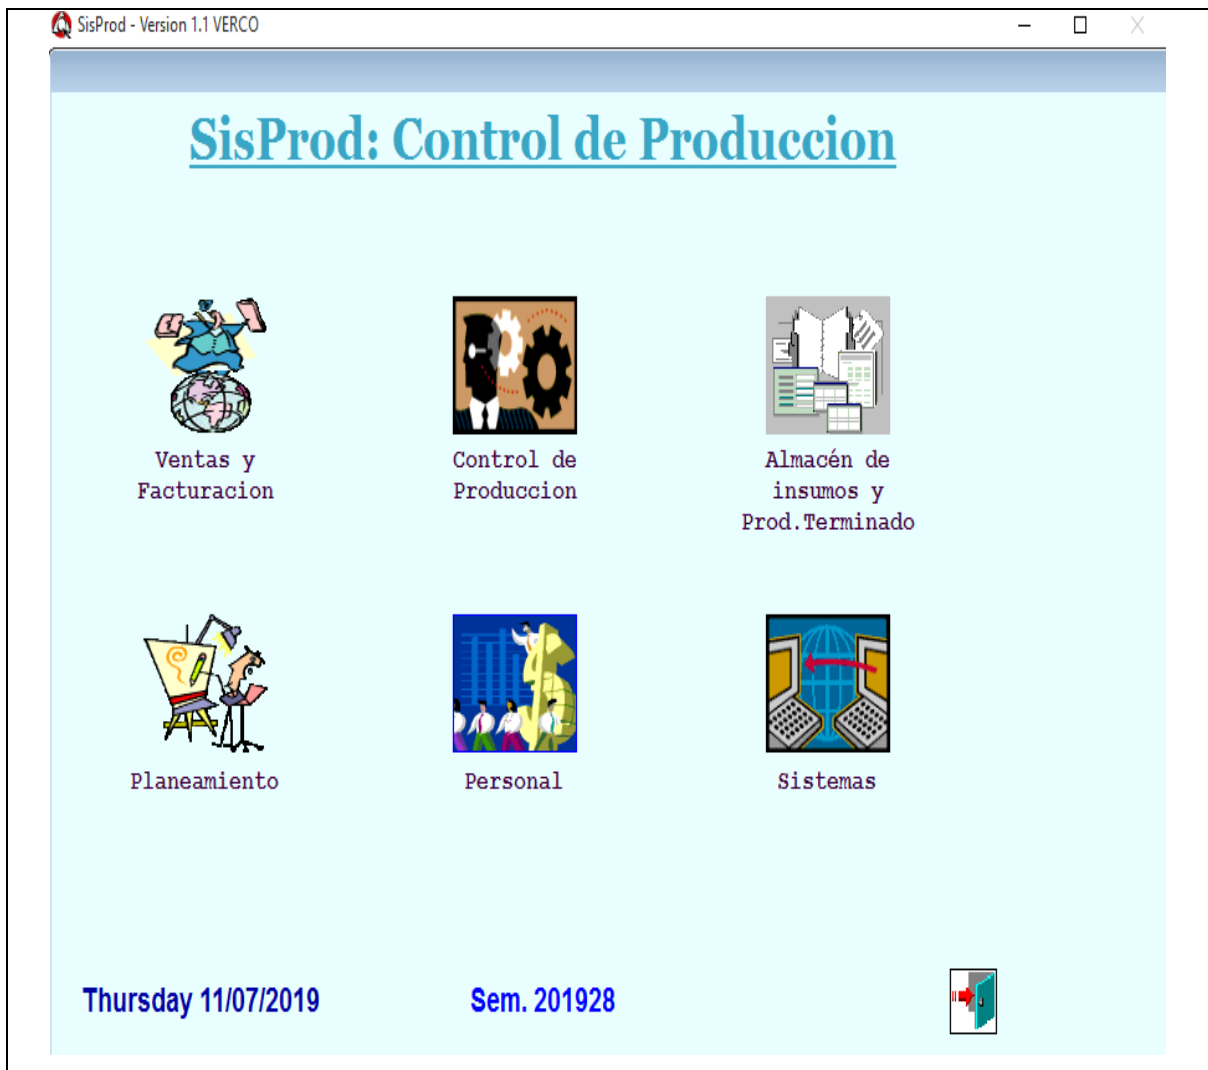 SisProd - Version 1.1 VERCO
SisProd: Control de Produccion
Ventas y
Facturacion
Control de
Produccion
Almacén de
insumos y
Prod.Terminado
Planeamiento
Personal
Sistemas
Thursday 11/07/2019
Sem. 201928